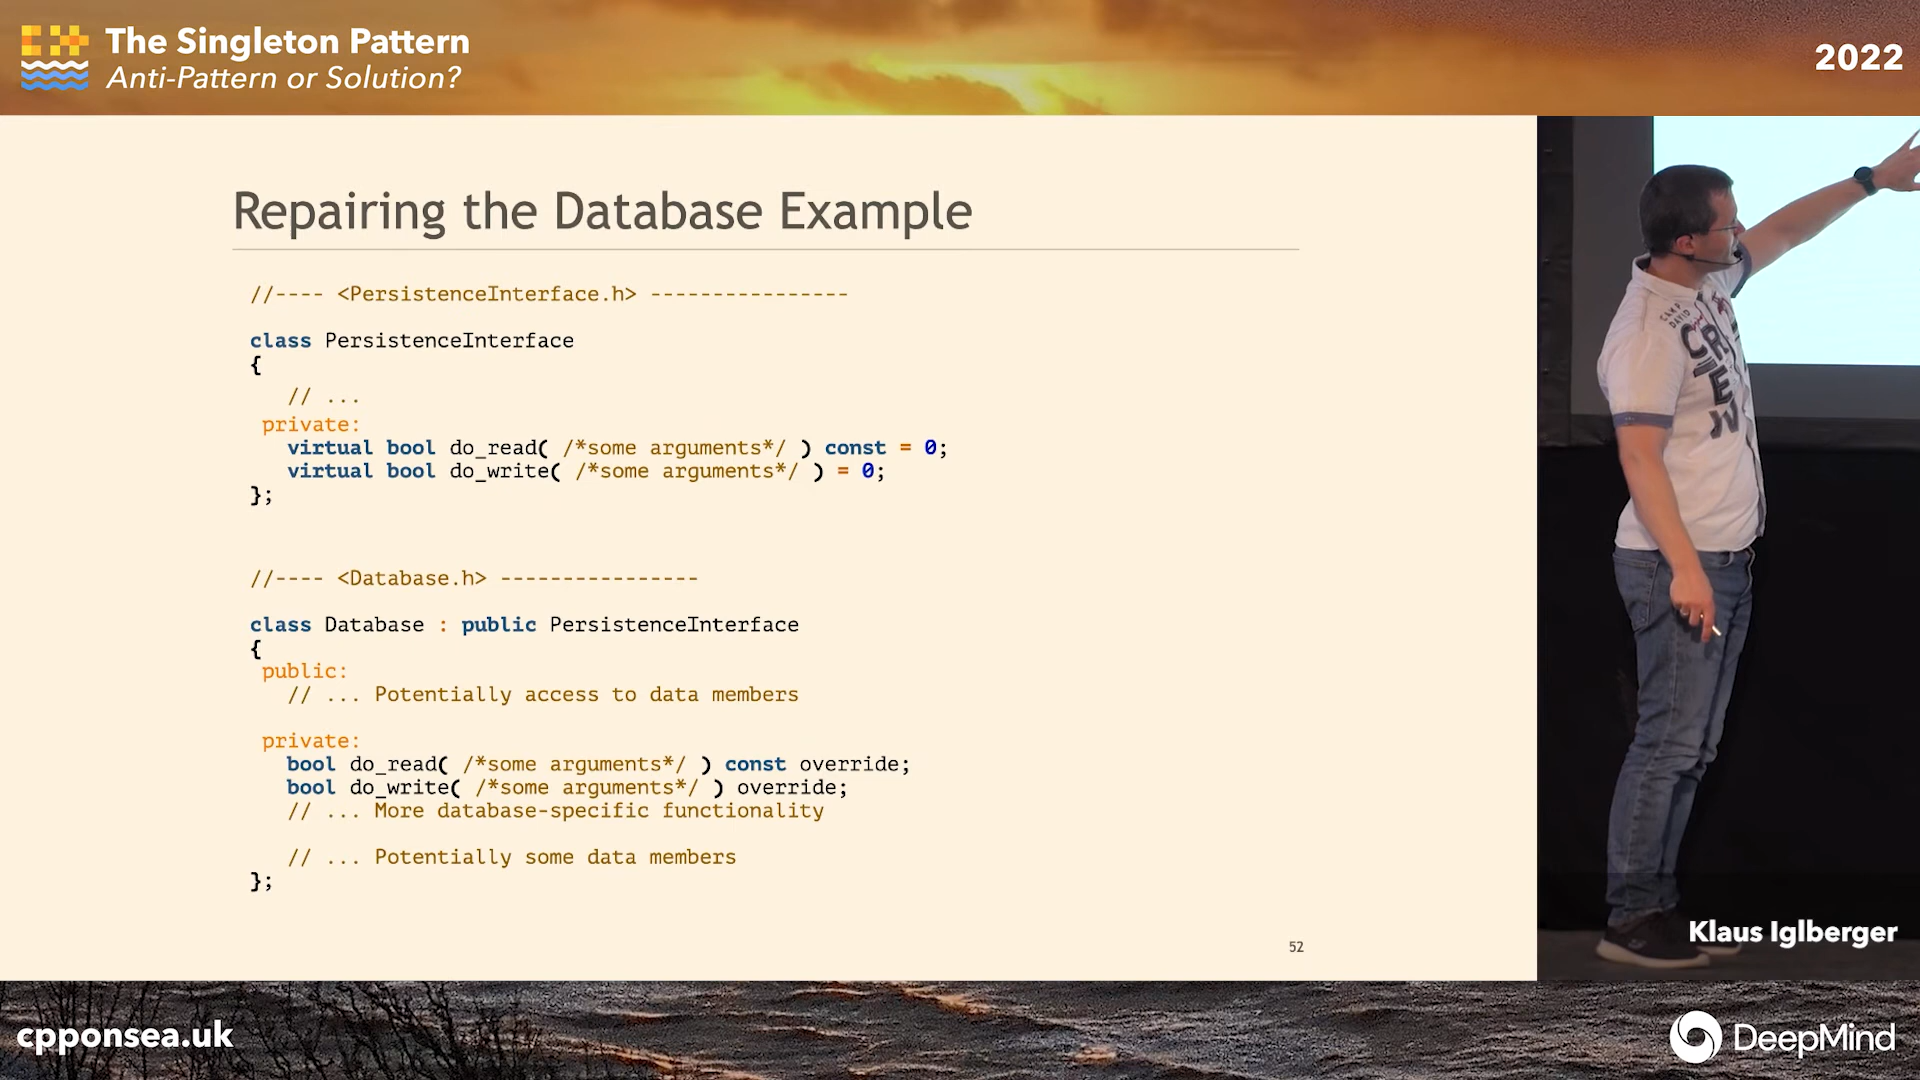 The Singleton Pattern
Anti-Pattern or Solution?
2022
Repairing the Database Example
//---- <PersistenceInterface.h> ----------------
class PersistenceInterface
{
// ...
private:
virtual bool do_read( /*some arguments*/ ) const = 0;
virtual bool do_write( /*some arguments*/ ) = 0;
};
//---- <Database.h> ----------------
class Database : public PersistenceInterface
{
public:
// ... Potentially access to data members
private:
bool do_read( /*some arguments*/ ) const override;
bool do_write( /*some arguments*/ ) override;
// ... More database-specific functionality
// ... Potentially some data members
};
52
CAMP
DAVID
CREW
Klaus Iglberger
cpponsea.uk
DeepMind